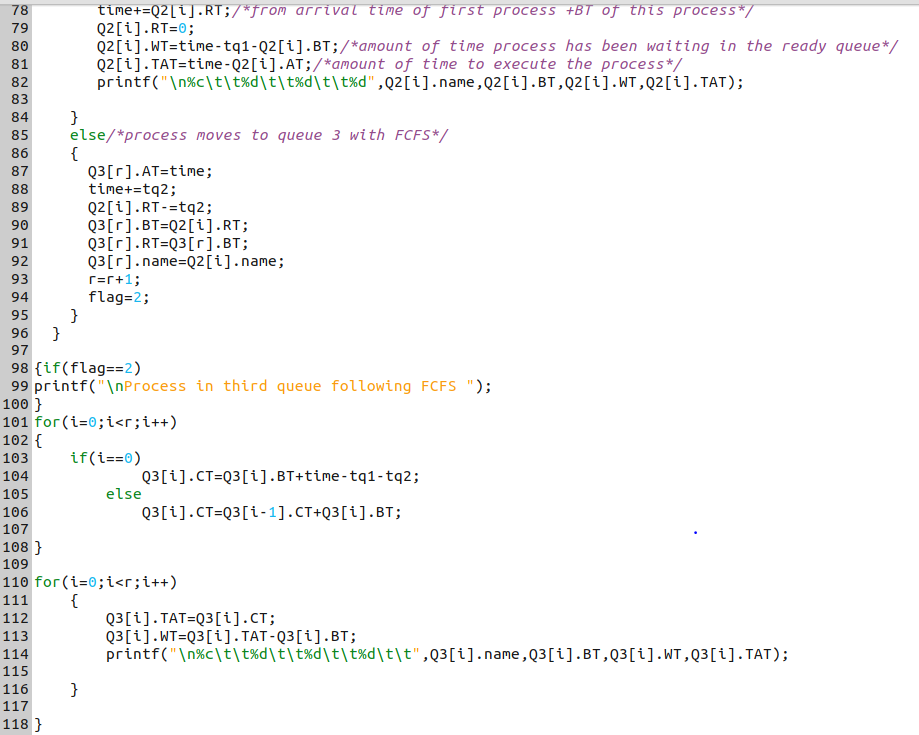 78 time+=Q2[i].RT;/*from arrival time of first process +BT of this process*/
79 Q2[i].RT=0;
80 Q2[i].WT=time-tq1-Q2[i].BT;/*amount of time process has been waiting in the ready queue*/
81 Q2[i].TAT=time-Q2[i].AT;/*amount of time to execute the process*/
82 printf("\n%c\t\t%d\t\t%d\t\t%d",Q2[i].name,Q2[i].BT,Q2[i].WT,Q2[i].TAT);
83
84 }
85 else/*process moves to queue 3 with FCFS*/
86 {
87 Q3[r].AT=time;
88 time+=tq2;
89 Q2[i].RT-=tq2;
90 Q3[r].BT=Q2[i].RT;
91 Q3[r].RT=Q3[r].BT;
92 Q3[r].name=Q2[i].name;
93 r=r+1;
94 flag=2;
95 }
96 }
97
98 {if(flag==2)
99 printf("\nProcess in third queue following FCFS ");
100 }
101 for(i=0;i<r;i++)
102 {
103 if(i==0)
104 Q3[i].CT=Q3[i].BT+time-tq1-tq2;
105 else
106 Q3[i].CT=Q3[i-1].CT+Q3[i].BT;
107
108 }
109
110 for(i=0;i<r;i++)
111 {
112 Q3[i].TAT=Q3[i].CT;
113 Q3[i].WT=Q3[i].TAT-Q3[i].BT;
114 printf("\n%c\t\t%d\t\t%d\t\t%d\t\t",Q3[i].name,Q3[i].BT,Q3[i].WT,Q3[i].TAT);
115
116 }
117
118 }